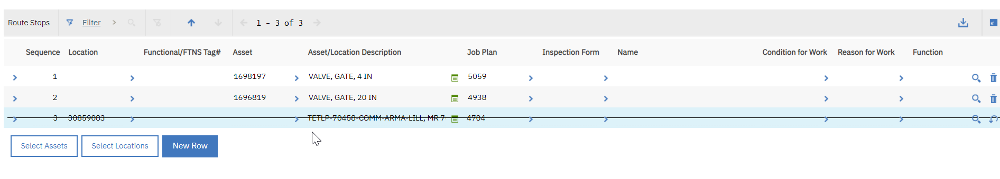 Route Stops Filter 1 - 3 of 3
Sequence Location Functional/FTNS Tag# Asset Asset/Location Description Job Plan Inspection Form Name Condition for Work Reason for Work Function
1 1698197 VALVE, GATE, 4 IN 5059
2 1696819 VALVE, GATE, 20 IN 4938
3 30859083 TETLP-70458-COMM-ARMA-LILL, MR 7 4704
Select Assets Select Locations New Row